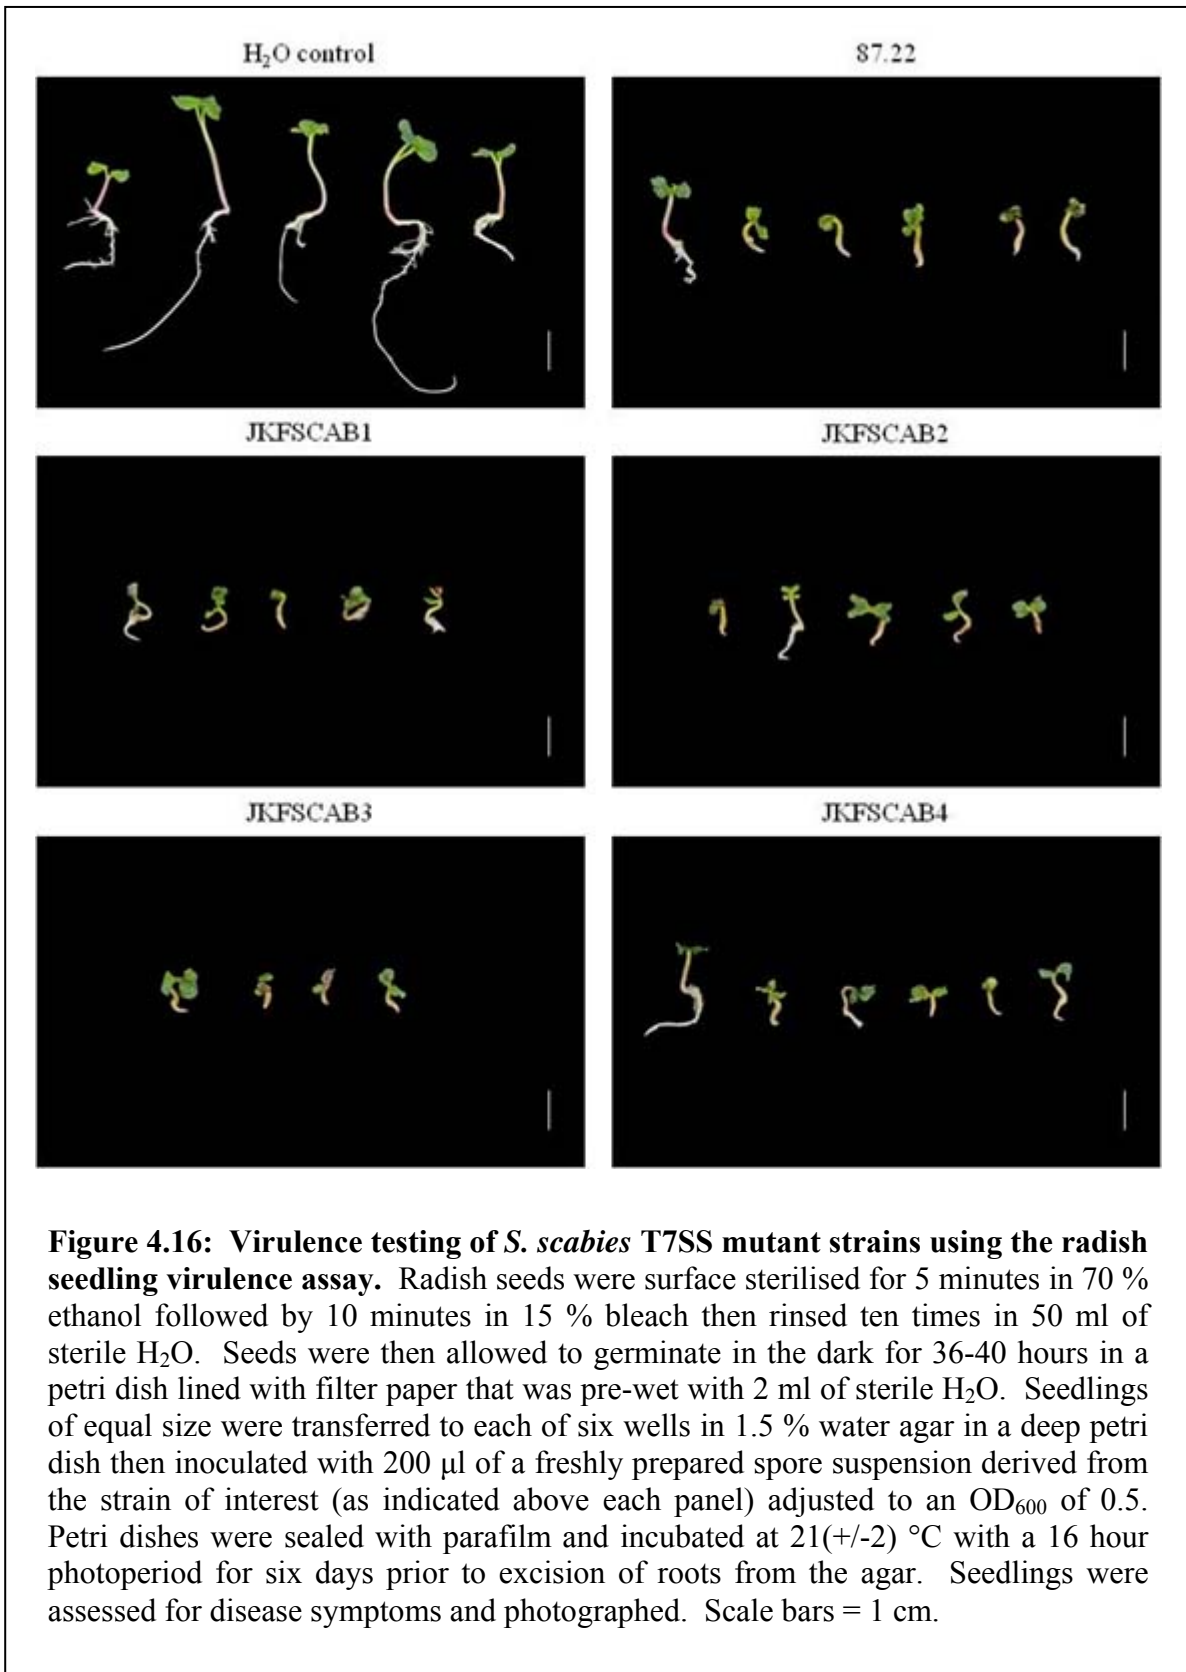 H₂O control
87.22
JKFSCAB1
JKFSCAB2
JKFSCAB3
JKFSCAB4
Figure 4.16: Virulence testing of S. scabies T7SS mutant strains using the radish
seedling virulence assay. Radish seeds were surface sterilised for 5 minutes in 70 %
ethanol followed by 10 minutes in 15 % bleach then rinsed ten times in 50 ml of
sterile H₂O. Seeds were then allowed to germinate in the dark for 36-40 hours in a
petri dish lined with filter paper that was pre-wet with 2 ml of sterile H₂O. Seedlings
of equal size were transferred to each of six wells in 1.5 % water agar in a deep petri
dish then inoculated with 200 μl of a freshly prepared spore suspension derived from
the strain of interest (as indicated above each panel) adjusted to an OD₆₀₀ of 0.5.
Petri dishes were sealed with parafilm and incubated at 21(+/-2) °C with a 16 hour
photoperiod for six days prior to excision of roots from the agar. Seedlings were
assessed for disease symptoms and photographed. Scale bars = 1 cm.